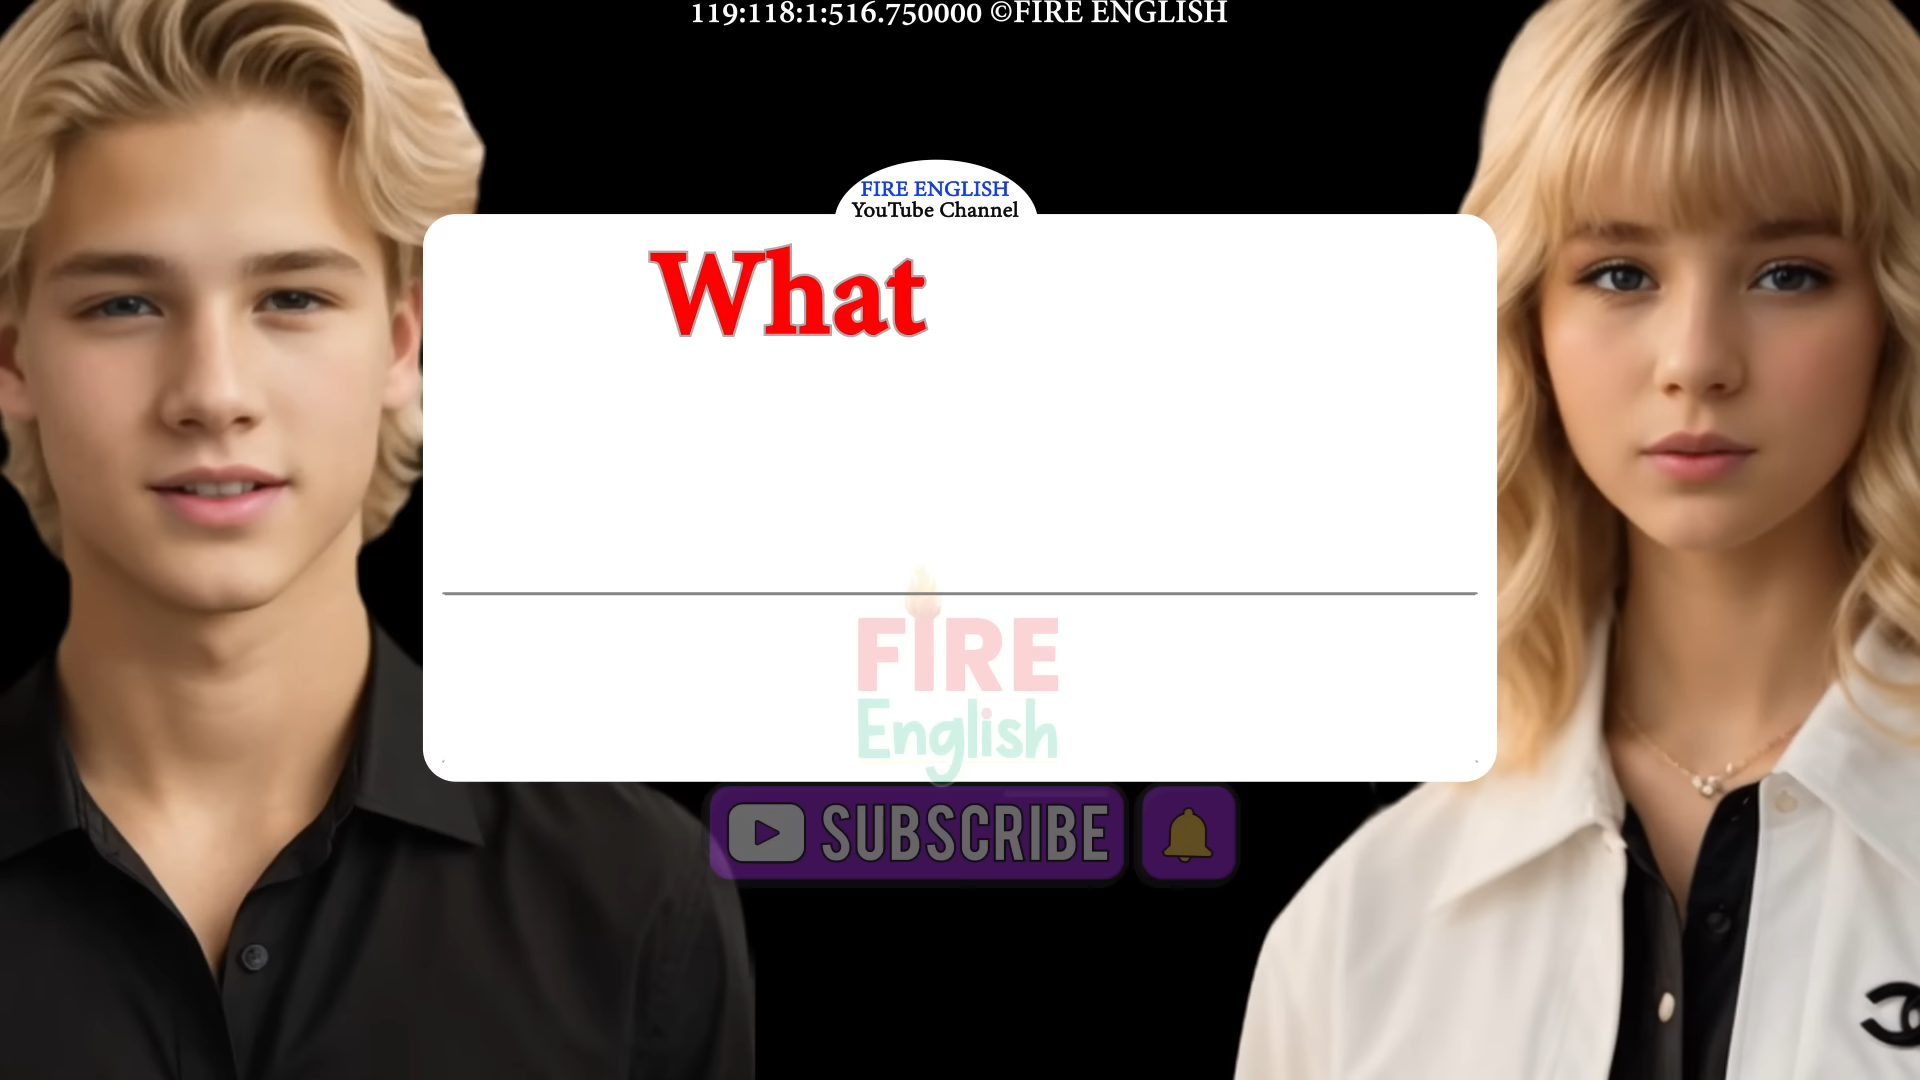 119:118:1:516.750000 ©FIRE ENGLISH
FIRE ENGLISH
YouTube Channel
What
FIRE
English
SUBSCRIBE